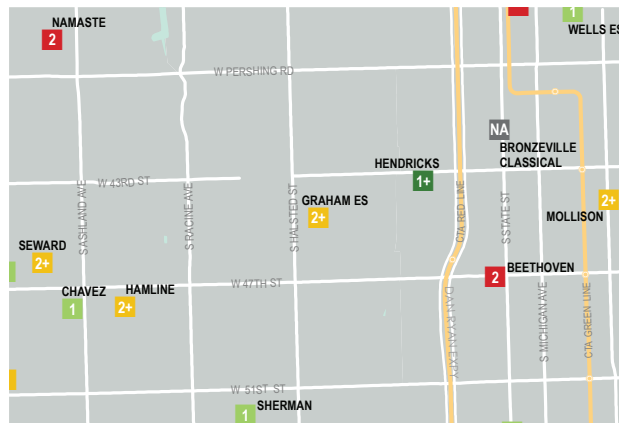 NAMASTE
2
1
WELLS ES
W PERSHING RD
NA
BRONZEVILLE
CLASSICAL
HENDRICKS
1+
W 43RD ST
S ASHLAND AVE
S RACINE AVE
S HALSTED ST
GRAHAM ES
2+
CTA RED LINE
S STATE ST
2+
MOLLISON
SEWARD
2+
BEETHOVEN
2
W 47TH ST
CHAVEZ
1
HAMLINE
2+
DAN RYAN EXPY
S MICHIGAN AVE
CTA GREEN LINE
W 51ST ST
SHERMAN
1